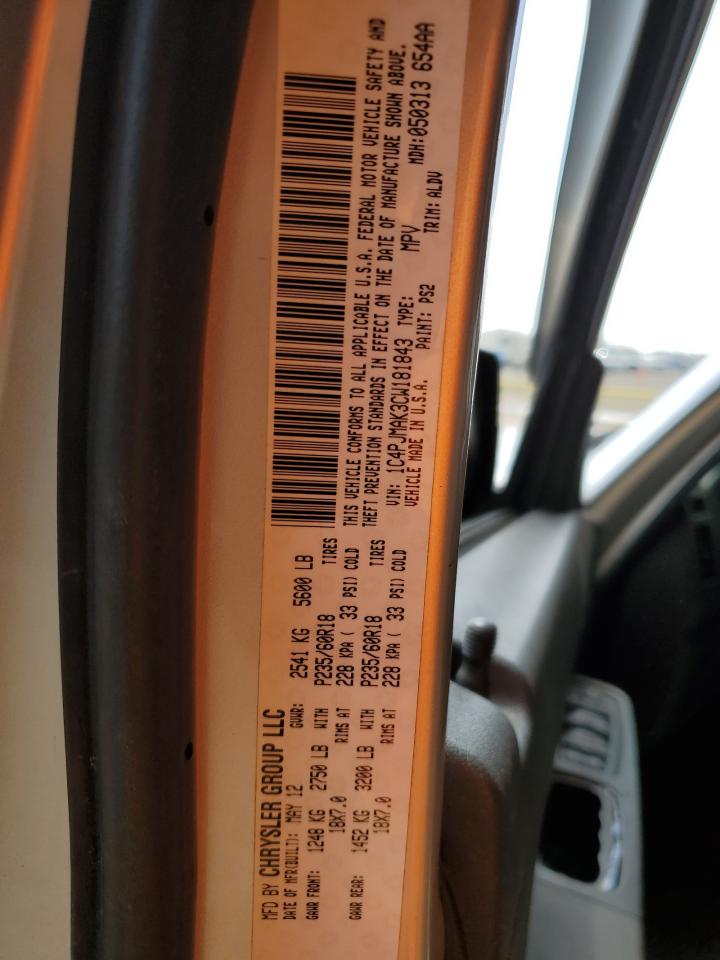 MFD BY CHRYSLER GROUP LLC
DATE OF MFR(BUILT): MAY 12 GVWR: 2541 KG 5600 LB
GAWR FRONT: 1248 KG 2750 LB WITH P235/60R18 TIRES
18X7.0 RIMS AT 228 KPA ( 33 PSI) COLD
GAWR REAR: 1452 KG 3200 LB WITH P235/60R18 TIRES
18X7.0 RIMS AT 228 KPA ( 33 PSI) COLD
THIS VEHICLE CONFORMS TO ALL APPLICABLE U.S.A. FEDERAL MOTOR VEHICLE SAFETY AND
THEFT PREVENTION STANDARDS IN EFFECT ON THE DATE OF MANUFACTURE SHOWN ABOVE.
VIN: 1C4PJMAK3CW181843 TYPE: MPV MDH:050313 654AA
VEHICLE MADE IN U.S.A. PAINT: PS2 TRIM: ALDV